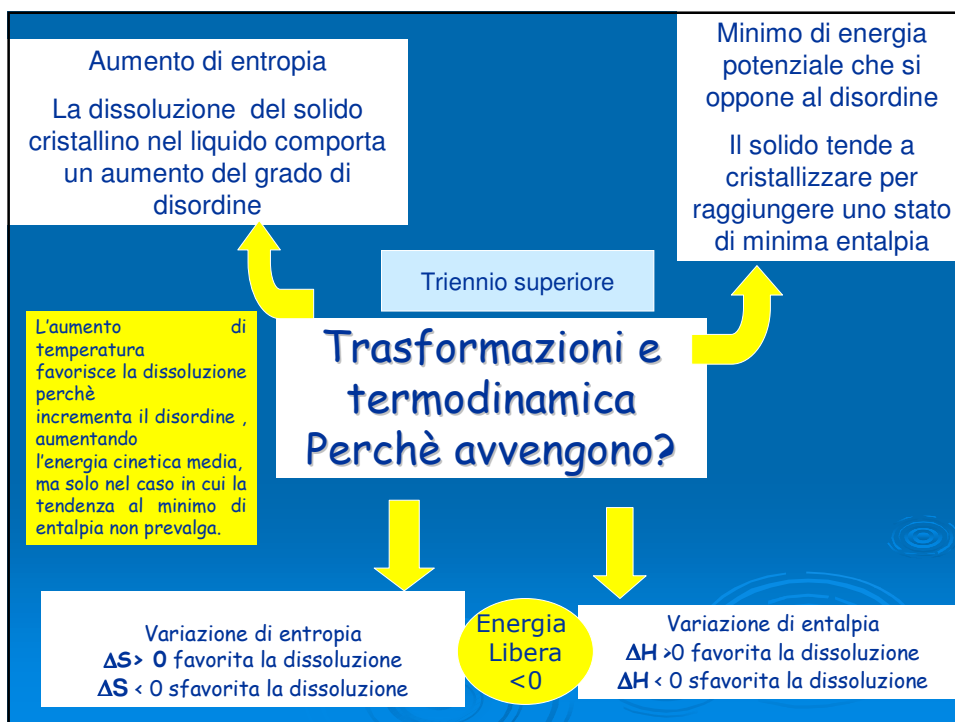 Aumento di entropia
La dissoluzione del solido
cristallino nel liquido comporta
un aumento del grado di
disordine
Minimo di energia
potenziale che si
oppone al disordine
Il solido tende a
cristallizzare per
raggiungere uno stato
di minima entalpia
Triennio superiore
L'aumento di
temperatura
favorisce la dissoluzione
perchè
incrementa il disordine ,
aumentando
l'energia cinetica media,
ma solo nel caso in cui la
tendenza al minimo di
entalpia non prevalga.
Trasformazioni e
termodinamica
Perchè avvengono?
Variazione di entropia
ΔS> 0 favorita la dissoluzione
ΔS < 0 sfavorita la dissoluzione
Energia
Libera
<0
Variazione di entalpia
ΔH >0 favorita la dissoluzione
ΔH < 0 sfavorita la dissoluzione